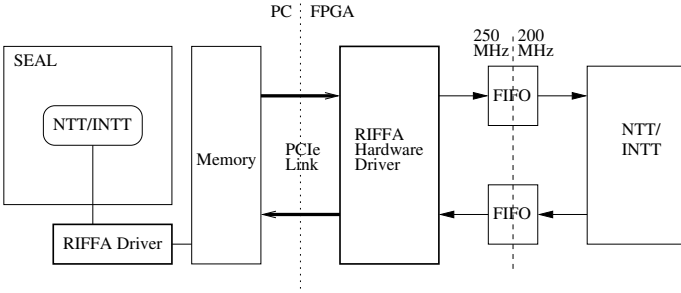 PC FPGA
250 200
MHz MHz
SEAL
NTT/INTT
RIFFA Driver
Memory
PCIe
Link
RIFFA
Hardware
Driver
FIFO
FIFO
NTT/
INTT